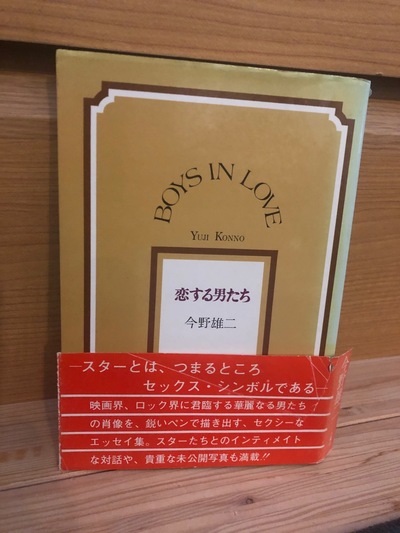 BOYS IN LOVE
YUJI KONNO
恋する男たち
今野雄二
—スターとは、つまるところ
セックス・シンボルである—
映画界、ロック界に君臨する華麗なる男たち
の肖像を、鋭いペンで描き出す、セクシーな
エッセイ集。スターたちとのインティメイト
な対話や、貴重な未公開写真も満載!!